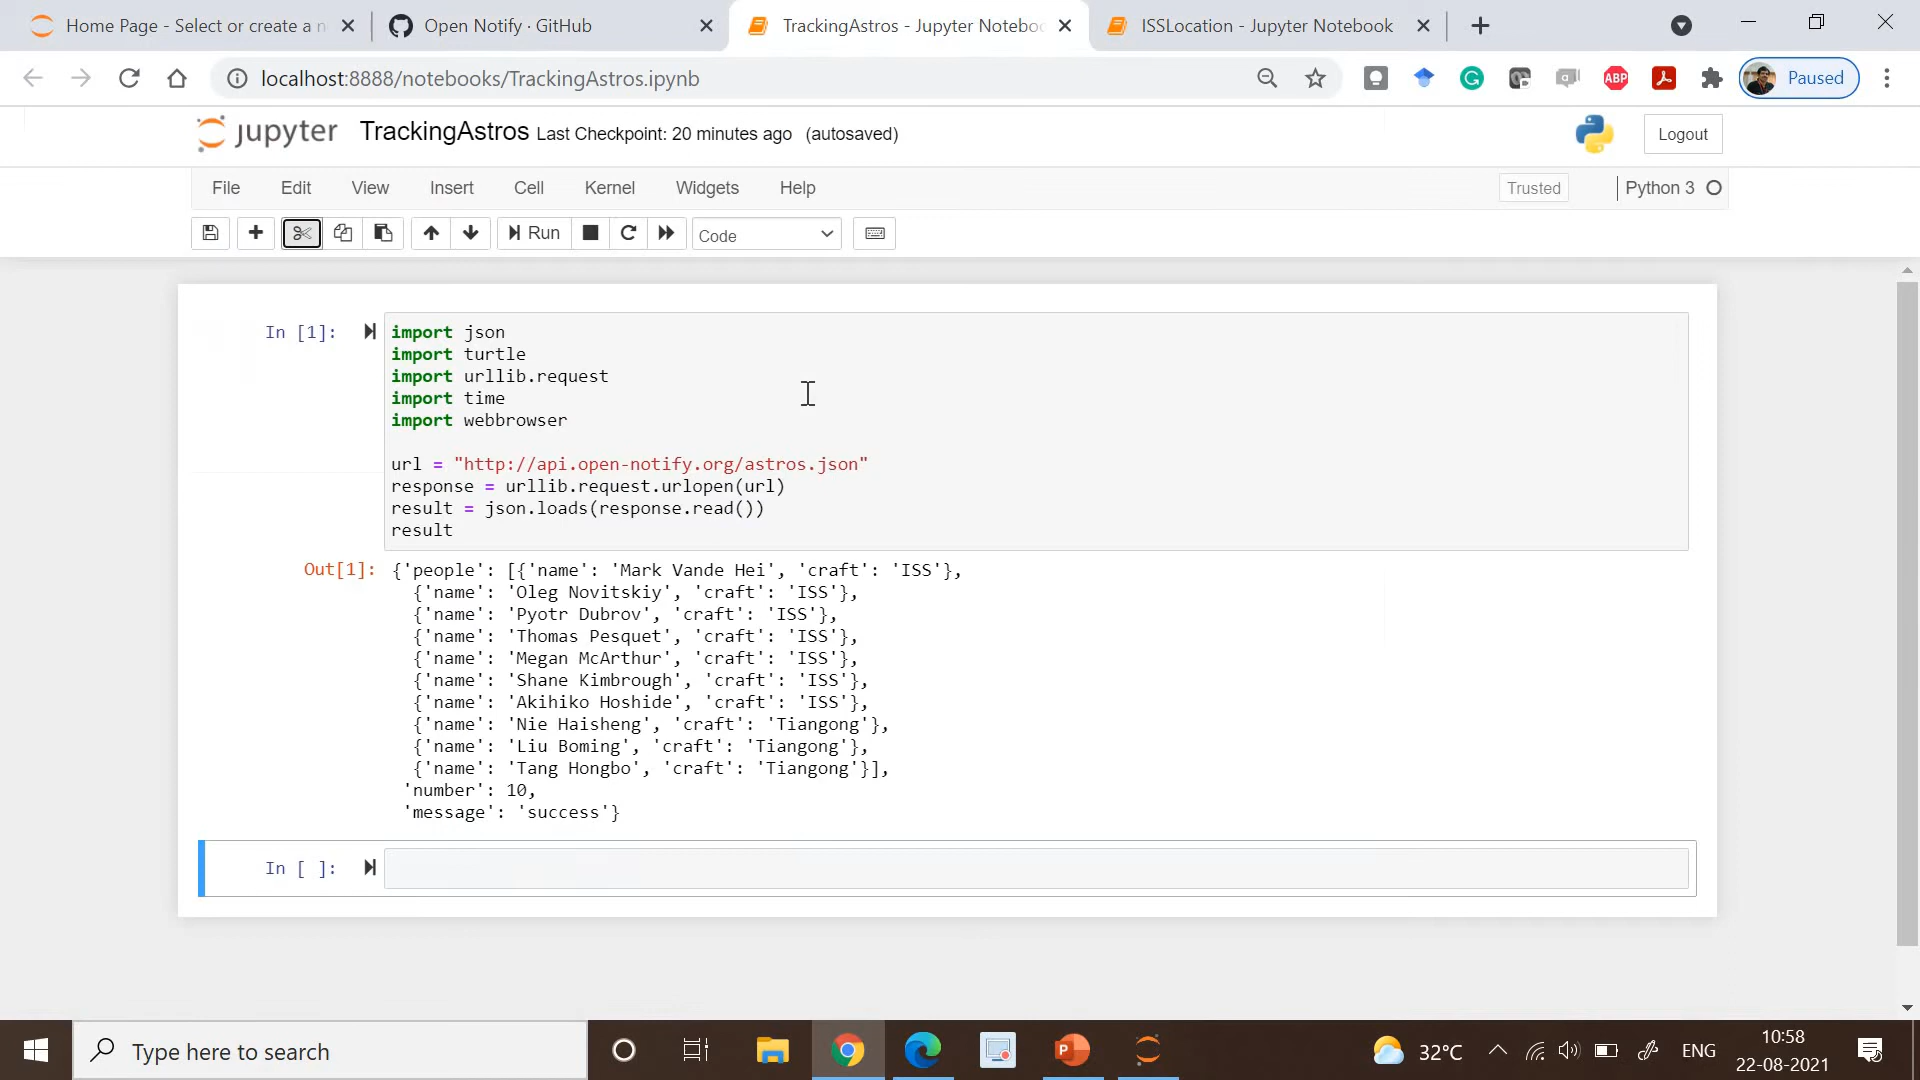 Home Page - Select or create a n
Open Notify · GitHub
TrackingAstros - Jupyter Noteboo
ISSLocation - Jupyter Notebook
localhost:8888/notebooks/TrackingAstros.ipynb
ABP
Paused
jupyter TrackingAstros Last Checkpoint: 20 minutes ago (autosaved)
Logout
File Edit View Insert Cell Kernel Widgets Help
Trusted
Python 3
Run
Code
In [1]:
import json
import turtle
import urllib.request
import time
import webbrowser
url = "http://api.open-notify.org/astros.json"
response = urllib.request.urlopen(url)
result = json.loads(response.read())
result
Out[1]: {'people': [{'name': 'Mark Vande Hei', 'craft': 'ISS'},
{'name': 'Oleg Novitskiy', 'craft': 'ISS'},
{'name': 'Pyotr Dubrov', 'craft': 'ISS'},
{'name': 'Thomas Pesquet', 'craft': 'ISS'},
{'name': 'Megan McArthur', 'craft': 'ISS'},
{'name': 'Shane Kimbrough', 'craft': 'ISS'},
{'name': 'Akihiko Hoshide', 'craft': 'ISS'},
{'name': 'Nie Haisheng', 'craft': 'Tiangong'},
{'name': 'Liu Boming', 'craft': 'Tiangong'},
{'name': 'Tang Hongbo', 'craft': 'Tiangong'}],
'number': 10,
'message': 'success'}
In [ ]:
Type here to search
32°C
ENG
10:58
22-08-2021